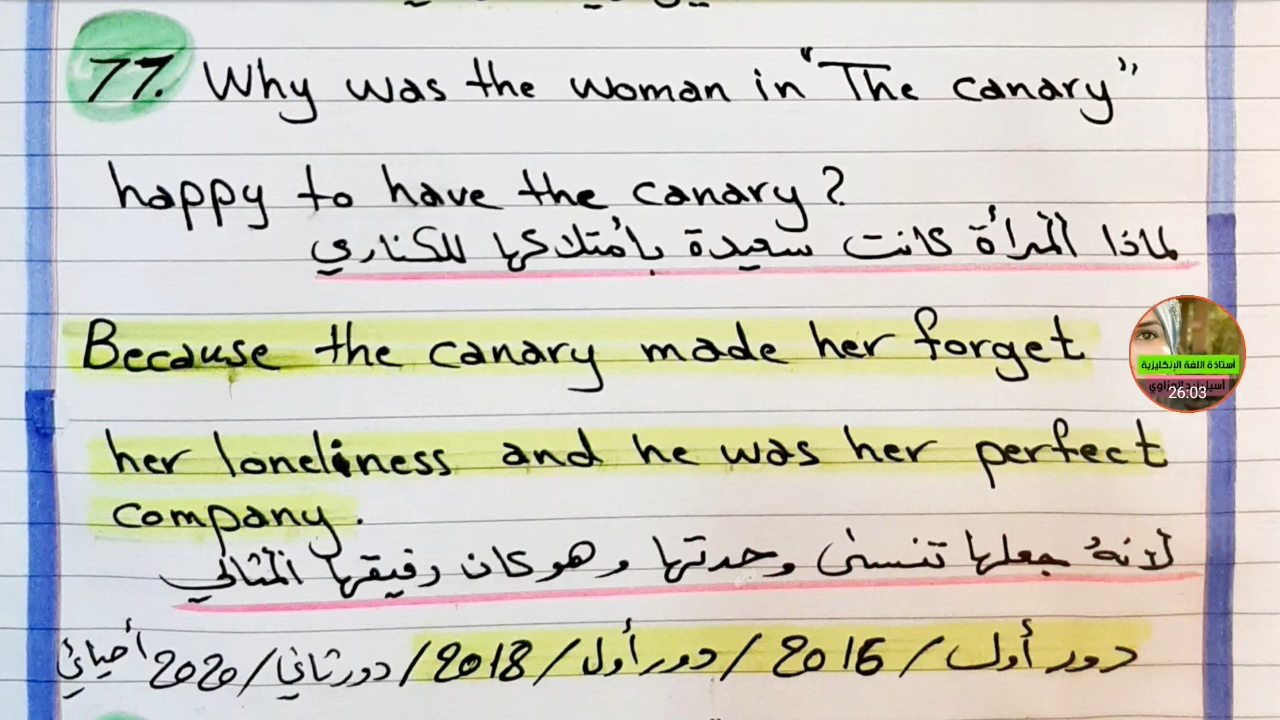 77. Why was the woman in "The canary"
happy to have the canary?
لماذا المرأة كانت سعيدة بأمتلاكها للكناري
Because the canary made her forget
her loneliness and he was her perfect
company.
لانهُ جعلها تنسى وحدتها وهو كان رفيقها المثالي
دور أول / 2016 / دور أول / 2018 / دور ثاني / 2020 أحيائي
أستاذة اللغة الإنكليزية
26:03